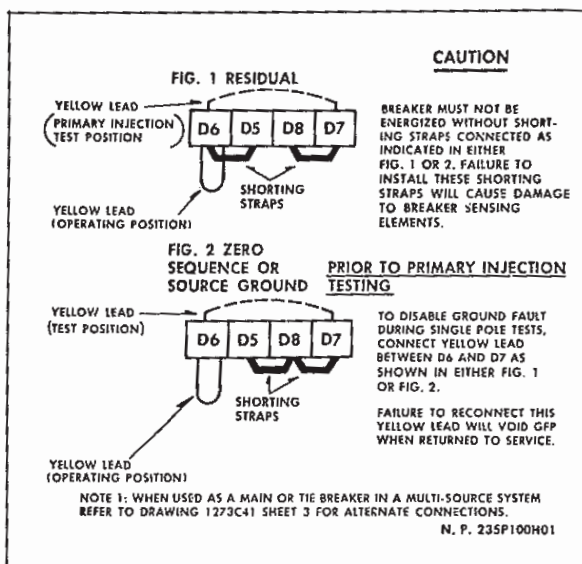 CAUTION
FIG. 1 RESIDUAL
YELLOW LEAD
(PRIMARY INJECTION
TEST POSITION)
D6 D5 D8 D7
SHORTING
STRAPS
YELLOW LEAD
(OPERATING POSITION)
BREAKER MUST NOT BE
ENERGIZED WITHOUT SHORT-
ING STRAPS CONNECTED AS
INDICATED IN EITHER
FIG. 1 OR 2. FAILURE TO
INSTALL THESE SHORTING
STRAPS WILL CAUSE DAMAGE
TO BREAKER SENSING
ELEMENTS.
FIG. 2 ZERO
SEQUENCE OR
SOURCE GROUND
YELLOW LEAD
(TEST POSITION)
D6 D5 D8 D7
SHORTING
STRAPS
YELLOW LEAD
(OPERATING POSITION)
PRIOR TO PRIMARY INJECTION
TESTING
TO DISABLE GROUND FAULT
DURING SINGLE POLE TESTS,
CONNECT YELLOW LEAD
BETWEEN D6 AND D7 AS
SHOWN IN EITHER FIG. 1
OR FIG. 2.
FAILURE TO RECONNECT THIS
YELLOW LEAD WILL VOID GFP
WHEN RETURNED TO SERVICE.
NOTE 1: WHEN USED AS A MAIN OR TIE BREAKER IN A MULTI-SOURCE SYSTEM
REFER TO DRAWING 1273C41 SHEET 3 FOR ALTERNATE CONNECTIONS.
N. P. 235P100H01